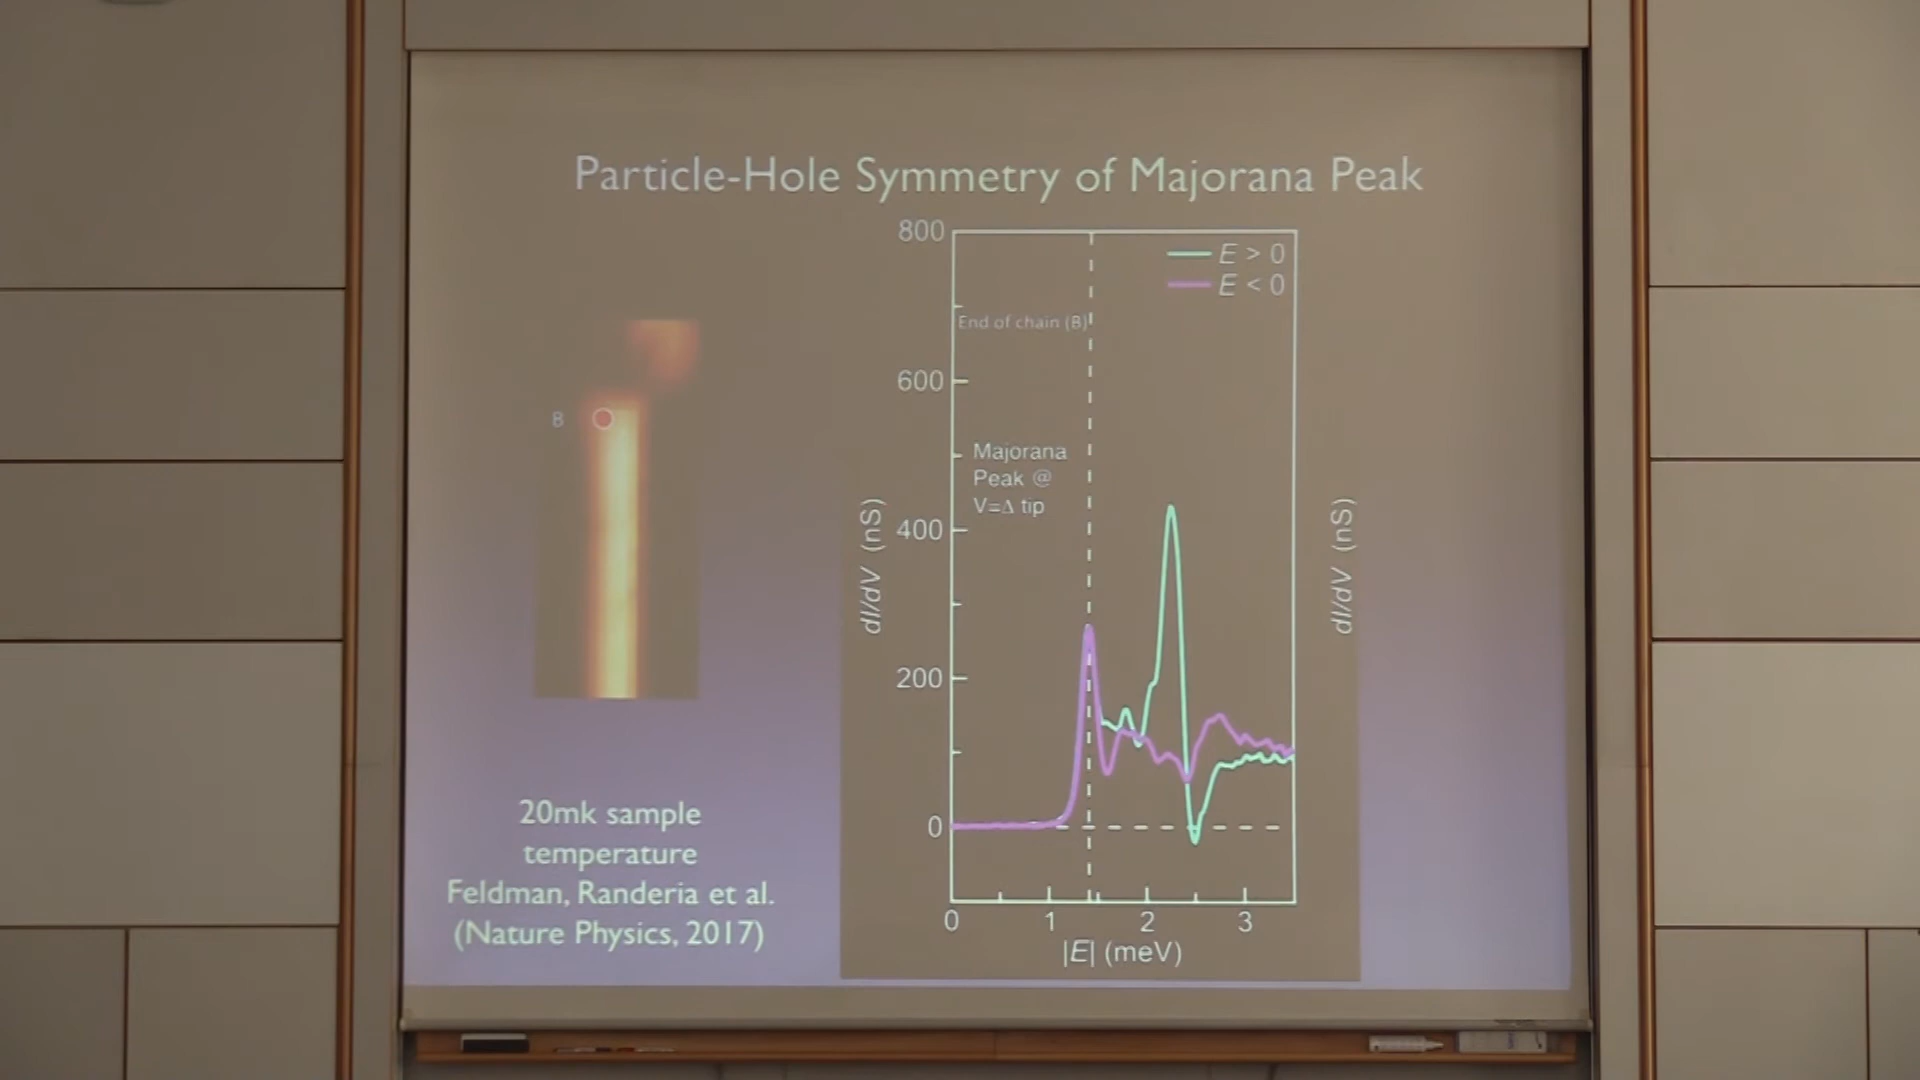 Particle-Hole Symmetry of Majorana Peak
B
20mk sample
temperature
Feldman, Randeria et al.
(Nature Physics, 2017)
800
600
400
200
0
dI/dV (nS)
E > 0
E < 0
End of chain (B)
Majorana
Peak @
V=Δ tip
0 1 2 3
|E| (meV)
dI/dV (nS)